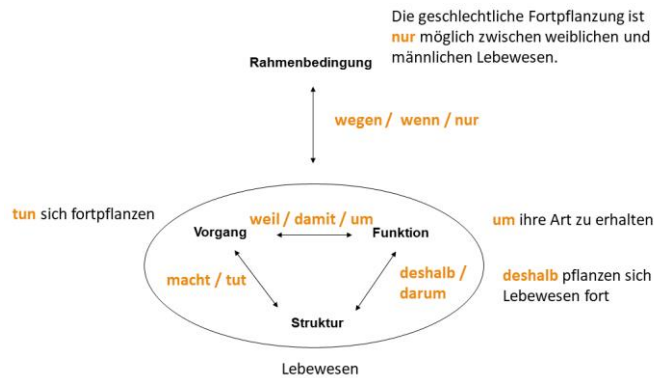 Die geschlechtliche Fortpflanzung ist
nur möglich zwischen weiblichen und
männlichen Lebewesen.
Rahmenbedingung
wegen / wenn / nur
tun sich fortpflanzen
weil / damit / um
um ihre Art zu erhalten
Vorgang
Funktion
macht / tut
deshalb /
darum
deshalb pflanzen sich
Lebewesen fort
Struktur
Lebewesen